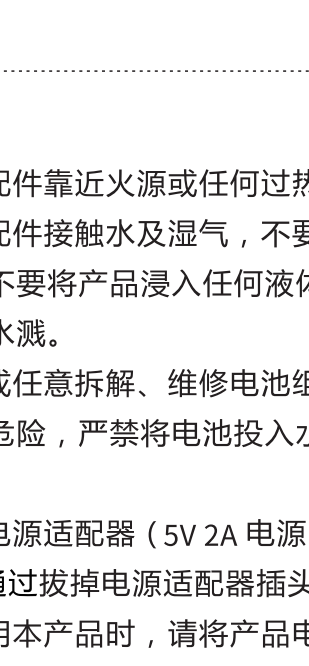 配件靠近火源或任何过热
配件接触水及湿气，不要
不要将产品浸入任何液体
水溅。
或任意拆解、维修电池组
危险，严禁将电池投入水
电源适配器（5V 2A 电源
通过拔掉电源适配器插头
用本产品时，请将产品电